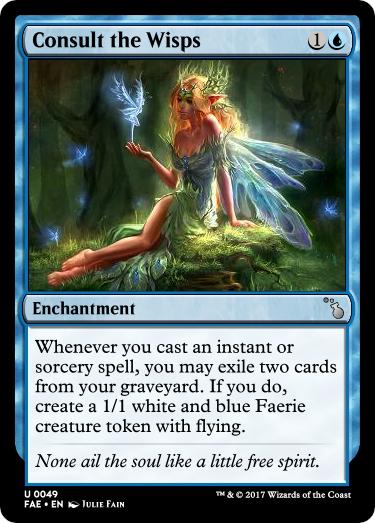 Consult the Wisps 1
Enchantment
Whenever you cast an instant or
sorcery spell, you may exile two cards
from your graveyard. If you do,
create a 1/1 white and blue Faerie
creature token with flying.
None ail the soul like a little free spirit.
U 0049
FAE • EN Julie Fain
™ & © 2017 Wizards of the Coast